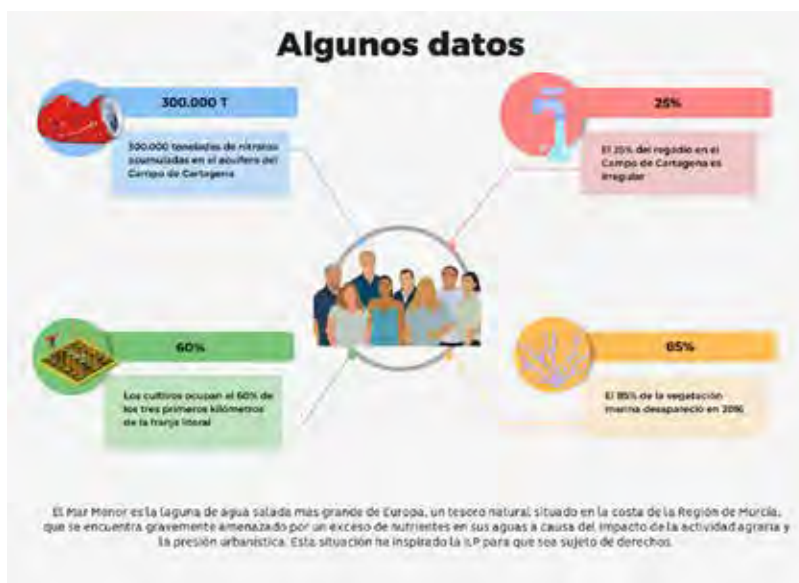 Algunos datos
300.000 T
300.000 toneladas de nitratos
acumuladas en el acuífero del
Campo de Cartagena
25%
El 25% del regadío en el
Campo de Cartagena es
irregular
60%
Los cultivos ocupan el 60% de
los tres primeros kilómetros
de la franja litoral
85%
El 85% de la vegetación
marina desapareció en 2016
El Mar Menor es la laguna de agua salada más grande de Europa, un tesoro natural situado en la costa de la Región de Murcia,
que se encuentra gravemente amenazado por un exceso de nutrientes en sus aguas a causa del impacto de la actividad agraria y
la presión urbanística. Esta situación ha inspirado la ILP para que sea sujeto de derechos.